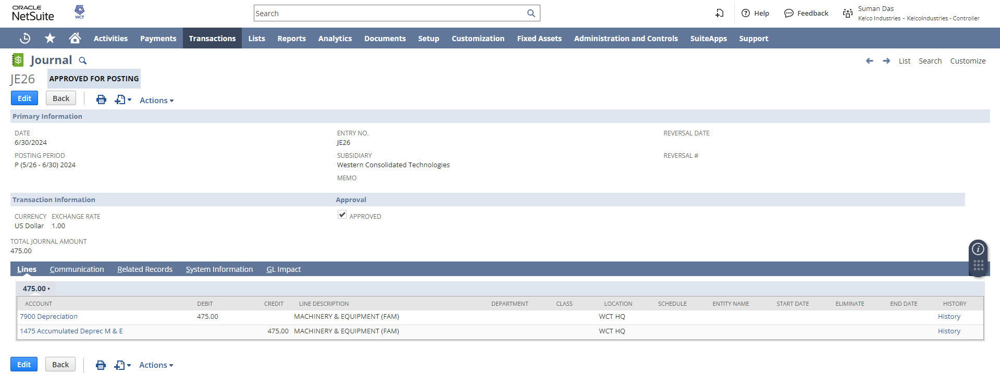 ORACLE
NetSuite
WCT
Search
Help
Feedback
Suman Das
Kelco Industries - KelcoIndustries - Controller
Activities Payments Transactions Lists Reports Analytics Documents Setup Customization Fixed Assets Administration and Controls SuiteApps Support
Journal
List Search Customize
JE26 APPROVED FOR POSTING
Edit Back Actions
Primary Information
DATE
6/30/2024
POSTING PERIOD
P (5/26 - 6/30) 2024
ENTRY NO.
JE26
SUBSIDIARY
Western Consolidated Technologies
MEMO
REVERSAL DATE
REVERSAL #
Transaction Information
CURRENCY EXCHANGE RATE
US Dollar 1.00
Approval
APPROVED
TOTAL JOURNAL AMOUNT
475.00
Lines Communication Related Records System Information GL Impact
475.00 •
ACCOUNT DEBIT CREDIT LINE DESCRIPTION DEPARTMENT CLASS LOCATION SCHEDULE ENTITY NAME START DATE ELIMINATE END DATE HISTORY
7900 Depreciation 475.00 MACHINERY & EQUIPMENT (FAM) WCT HQ History
1475 Accumulated Deprec M & E 475.00 MACHINERY & EQUIPMENT (FAM) WCT HQ History
Edit Back Actions